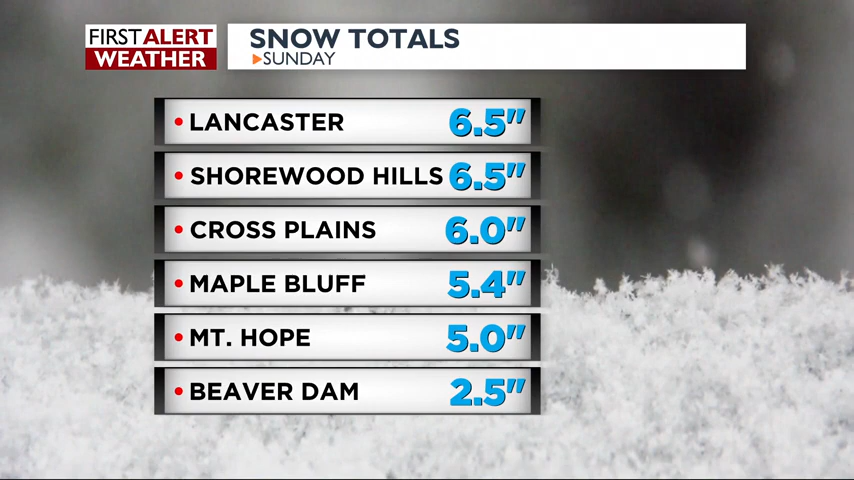 FIRST ALERT
WEATHER
SNOW TOTALS
SUNDAY
• LANCASTER 6.5"
• SHOREWOOD HILLS 6.5"
• CROSS PLAINS 6.0"
• MAPLE BLUFF 5.4"
• MT. HOPE 5.0"
• BEAVER DAM 2.5"